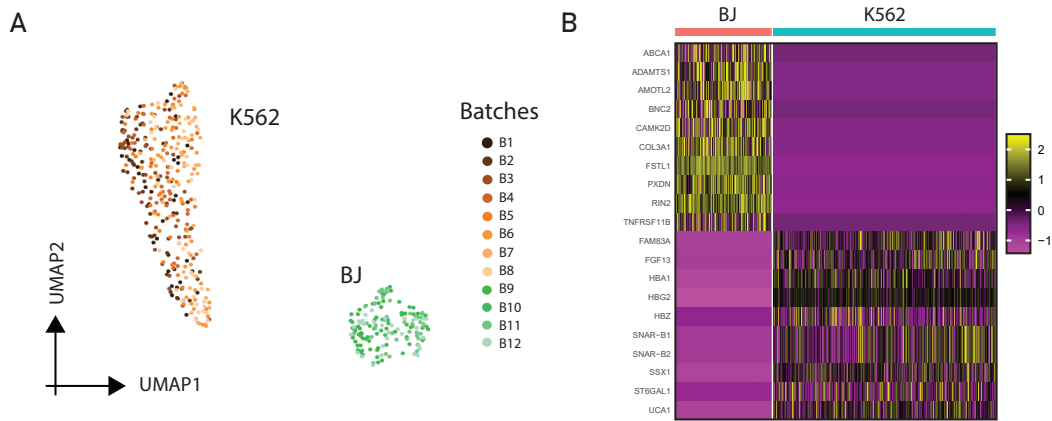 A
K562
Batches
B1
B2
B3
B4
B5
B6
B7
B8
B9
B10
B11
B12
BJ
UMAP2
UMAP1
B
BJ
K562
ABCA1
ADAMTS1
AMOTL2
BNC2
CAMK2D
COL3A1
FSTL1
PXDN
RIN2
TNFRSF11B
FAM83A
FGF13
HBA1
HBG2
HBZ
SNAR−B1
SNAR−B2
SSX1
ST6GAL1
UCA1
2
1
0
−1